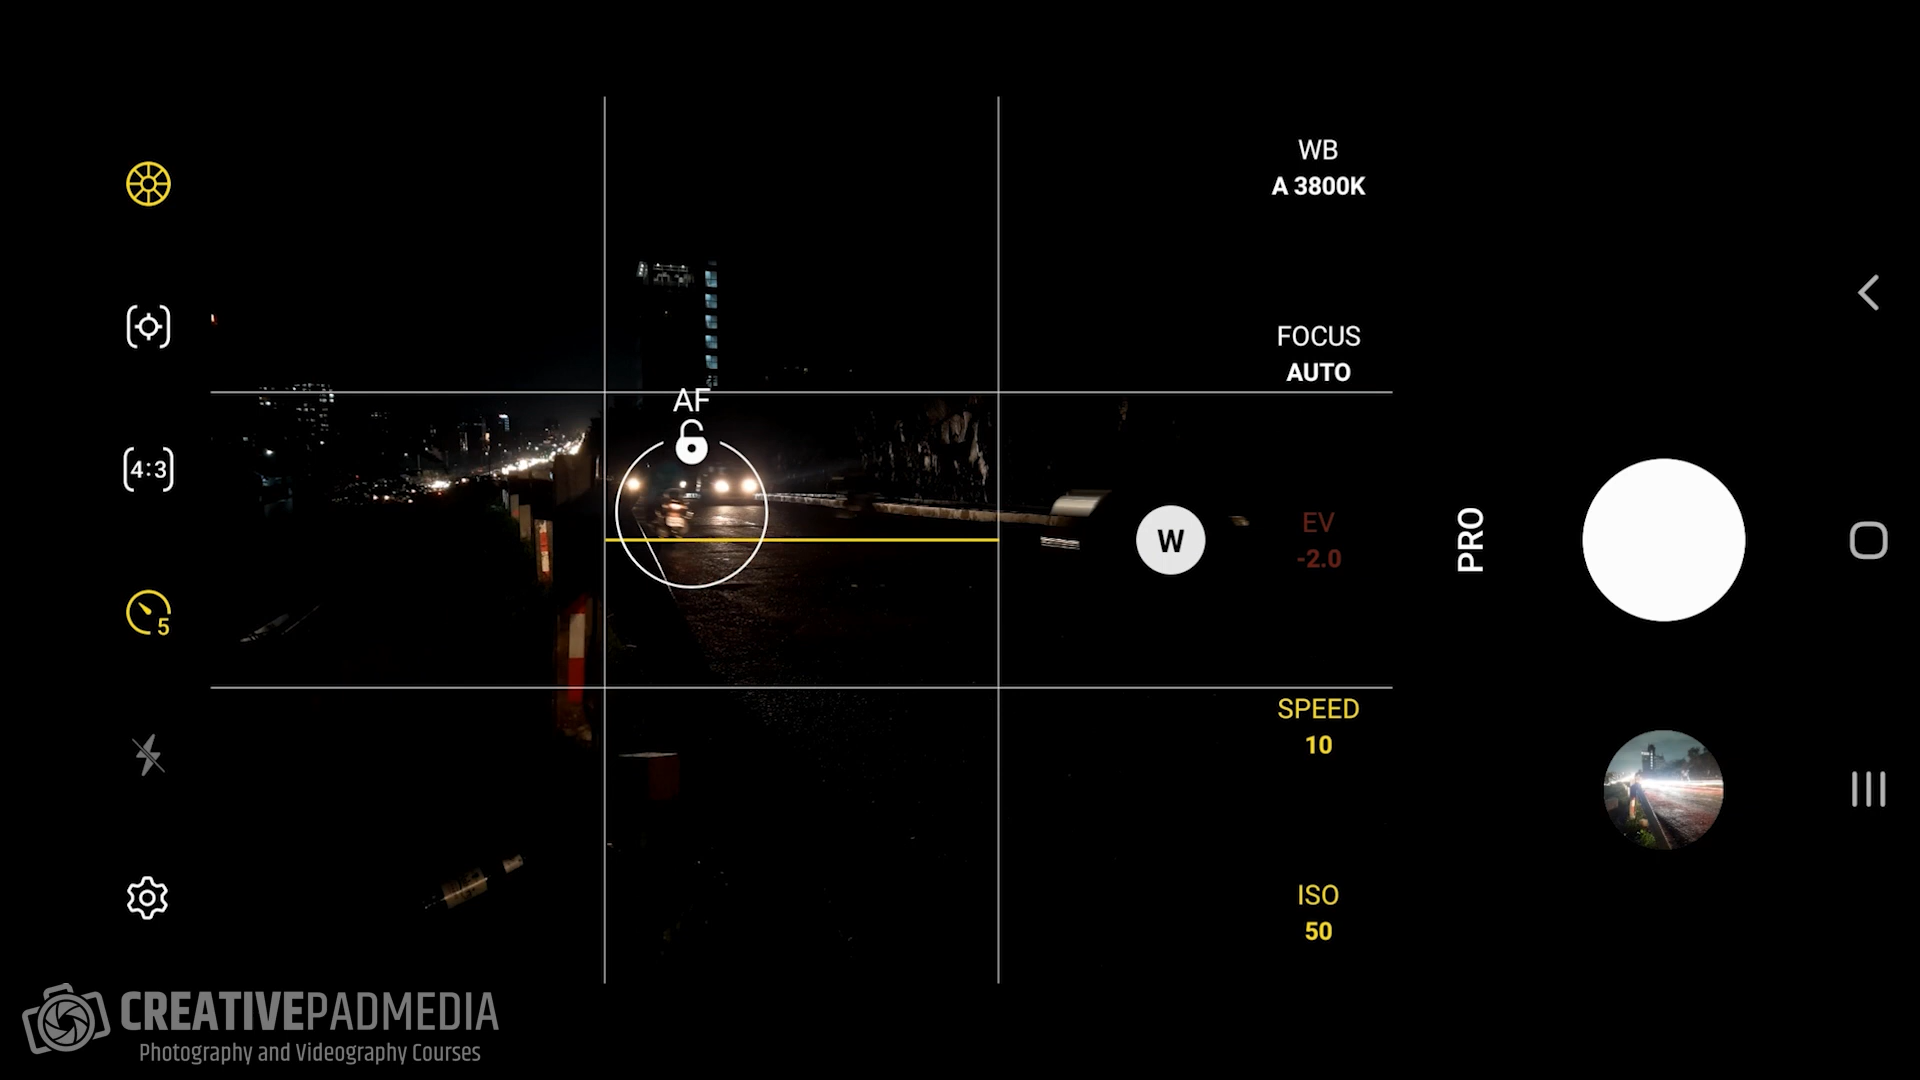 WB
A 3800K
FOCUS
AUTO
4:3
AF
W
EV
-2.0
PRO
5
SPEED
10
ISO
50
CREATIVEPADMEDIA
Photography and Videography Courses